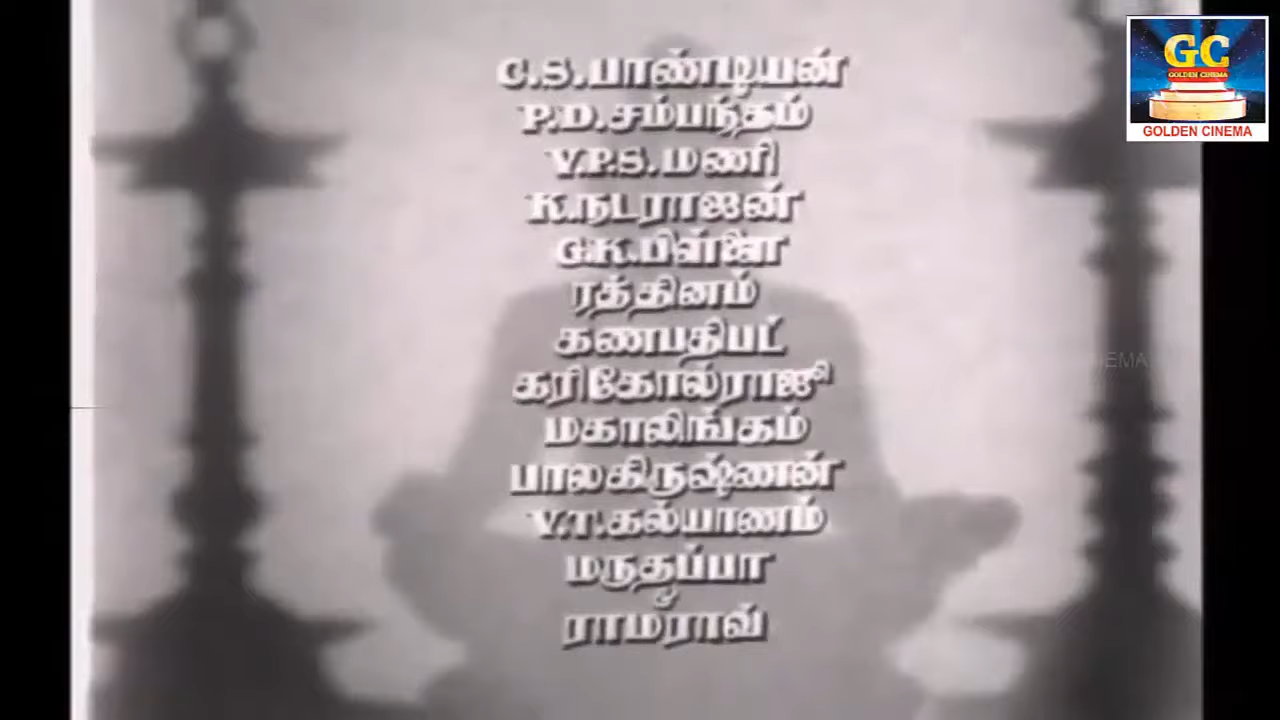 C.S.பாண்டியன்
P.D.சம்பந்தம்
V.P.S.மணி
K.நடராஜன்
G.K.பிள்ளை
ரத்தினம்
கணபதிபட்
கரிகோல்ராஜு
மகாலிங்கம்
பாலகிருஷ்ணன்
V.T.கல்யாணம்
மருதப்பா
ராமராவ்
GC
GOLDEN CINEMA
GOLDEN CINEMA